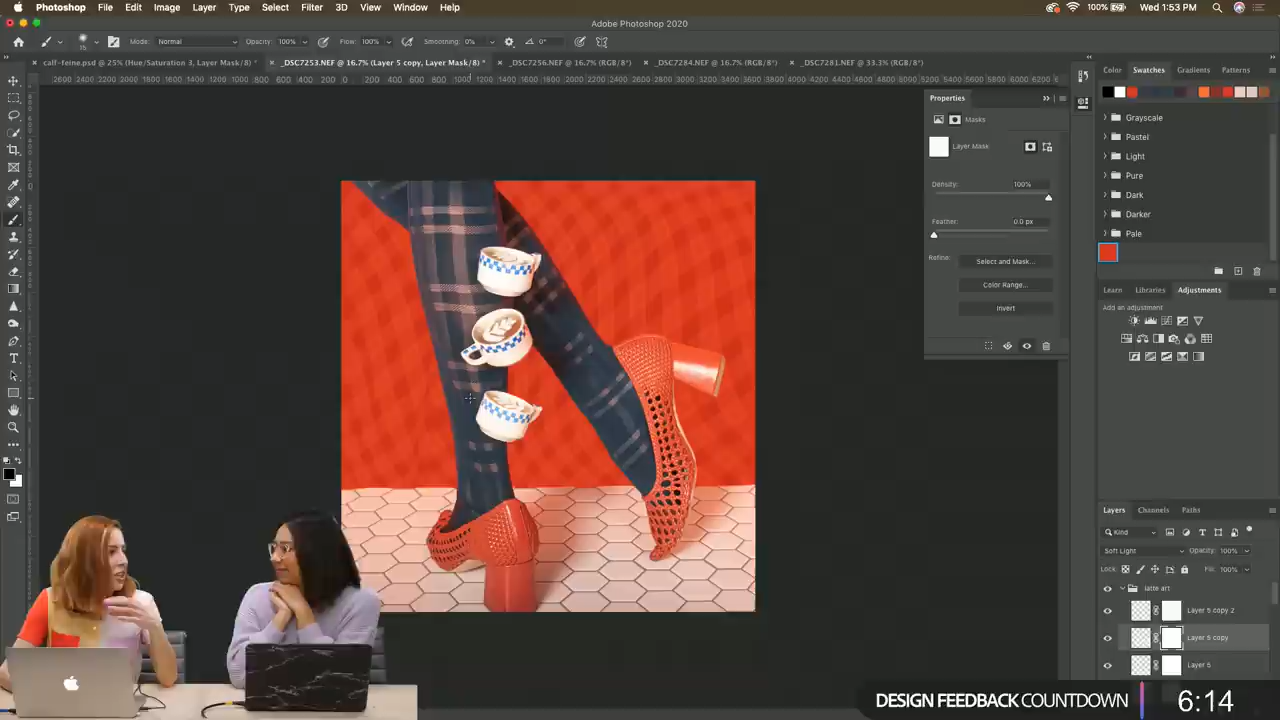 Photoshop File Edit Image Layer Type Select Filter 3D View Window Help
100% Wed 1:53 PM
Adobe Photoshop 2020
15 Mode: Normal Opacity: 100% Flow: 100% Smoothing: 0% 0°
calf-feine.psd @ 25% (Hue/Saturation 3, Layer Mask/8) *
_DSC7253.NEF @ 16.7% (Layer 5 copy, Layer Mask/8) *
_DSC7256.NEF @ 16.7% (RGB/8*)
_DSC7284.NEF @ 16.7% (RGB/8*)
_DSC7281.NEF @ 33.3% (RGB/8*)
Properties
Masks
Layer Mask
Density: 100%
Feather: 0.0 px
Refine: Select and Mask...
Color Range...
Invert
Color Swatches Gradients Patterns
Grayscale
Pastel
Light
Pure
Dark
Darker
Pale
Learn Libraries Adjustments
Add an adjustment
Layers Channels Paths
Kind
Soft Light Opacity: 100%
Lock: Fill: 100%
latte art
Layer 5 copy 2
Layer 5 copy
Layer 5
DESIGN FEEDBACK COUNTDOWN 6:14